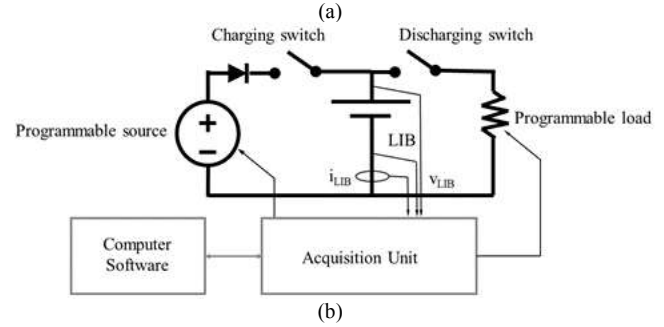 (a)
Charging switch
Discharging switch
Programmable source
+
−
LIB
Programmable load
iLIB
vLIB
Computer
Software
Acquisition Unit
(b)